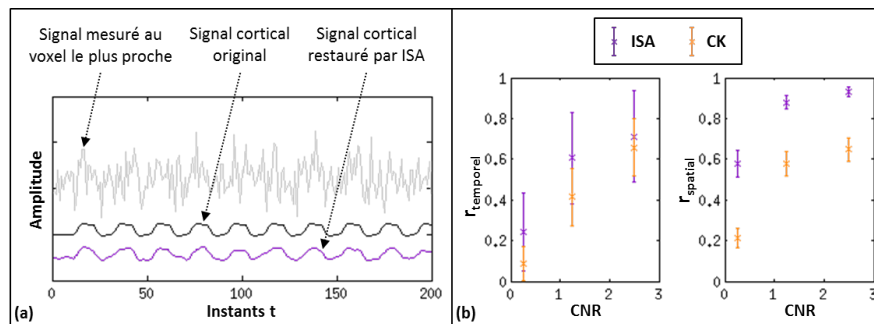 Signal mesuré au
voxel le plus proche
Signal cortical
original
Signal cortical
restauré par ISA
Amplitude
0
50
100
150
200
Instants t
(a)
ISA
CK
r temporel
1
0.8
0.6
0.4
0.2
0
0
1
2
3
CNR
r spatial
1
0.8
0.6
0.4
0.2
0
0
1
2
3
CNR
(b)